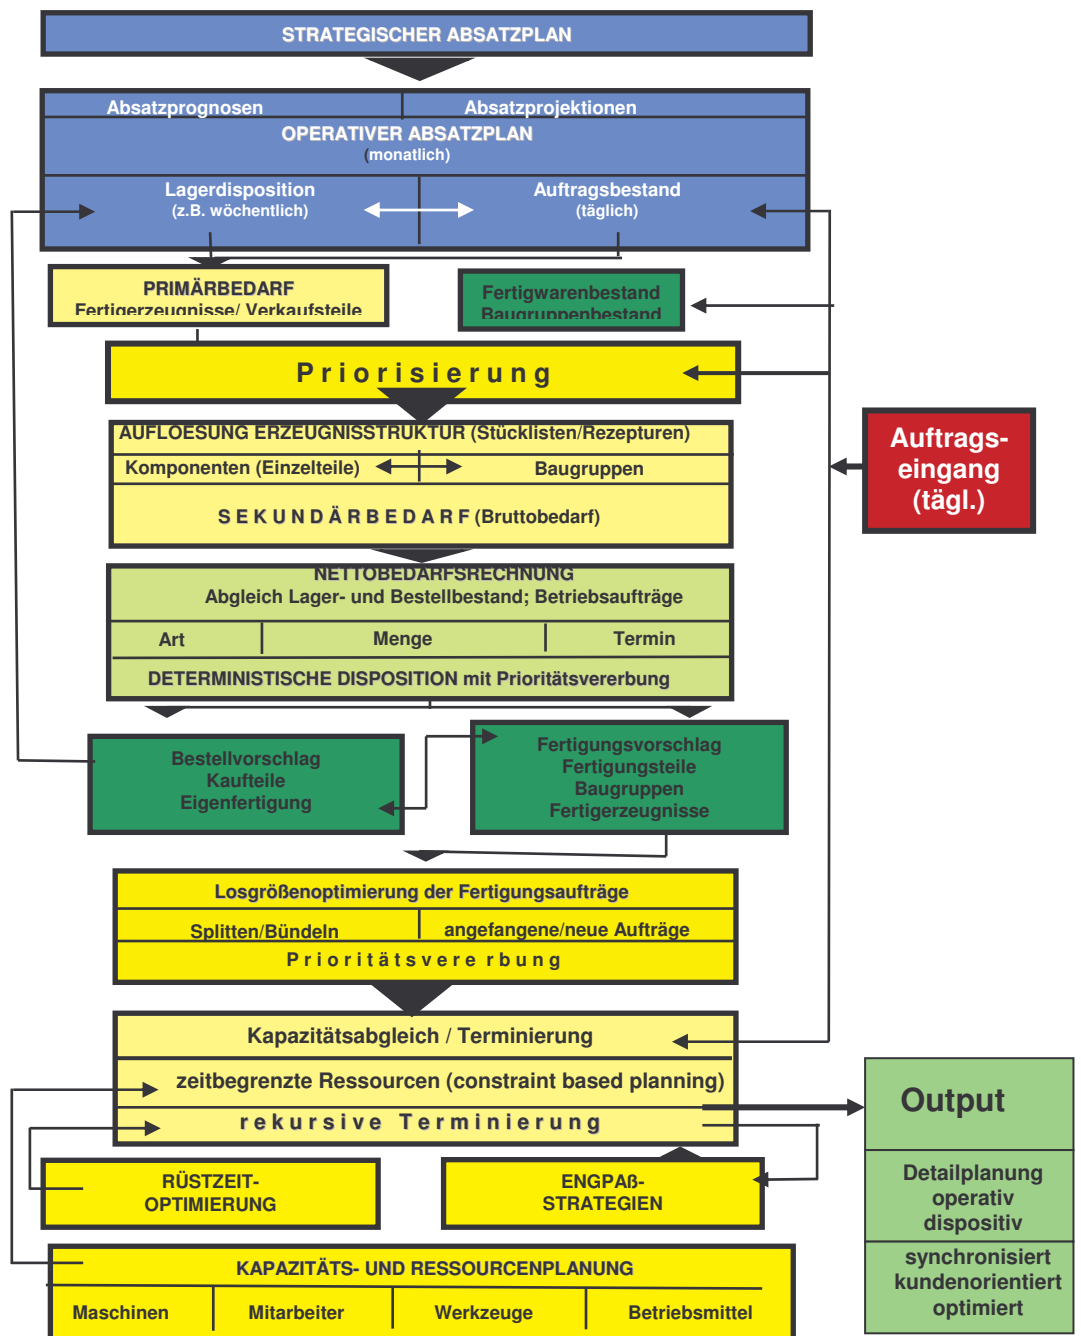 STRATEGISCHER ABSATZPLAN
Absatzprognosen
Absatzprojektionen
OPERATIVER ABSATZPLAN
(monatlich)
Lagerdisposition
(z.B. wöchentlich)
Auftragsbestand
(täglich)
PRIMÄRBEDARF
Fertigerzeugnisse/ Verkaufsteile
Fertigwarenbestand
Baugruppenbestand
Priorisierung
AUFLOESUNG ERZEUGNISSTRUKTUR (Stücklisten/Rezepturen)
Komponenten (Einzelteile)
Baugruppen
SEKUNDÄRBEDARF (Bruttobedarf)
Auftrags-
eingang
(tägl.)
NETTOBEDARFSRECHNUNG
Abgleich Lager- und Bestellbestand; Betriebsaufträge
Art
Menge
Termin
DETERMINISTISCHE DISPOSITION mit Prioritätsvererbung
Bestellvorschlag
Kaufteile
Eigenfertigung
Fertigungsvorschlag
Fertigungsteile
Baugruppen
Fertigerzeugnisse
Losgrößenoptimierung der Fertigungsaufträge
Splitten/Bündeln
angefangene/neue Aufträge
Prioritätsvere rbung
Kapazitätsabgleich / Terminierung
zeitbegrenzte Ressourcen (constraint based planning)
rekursive Terminierung
RÜSTZEIT-
OPTIMIERUNG
ENGPAß-
STRATEGIEN
KAPAZITÄTS- UND RESSOURCENPLANUNG
Maschinen
Mitarbeiter
Werkzeuge
Betriebsmittel
Output
Detailplanung
operativ
dispositiv
synchronisiert
kundenorientiert
optimiert